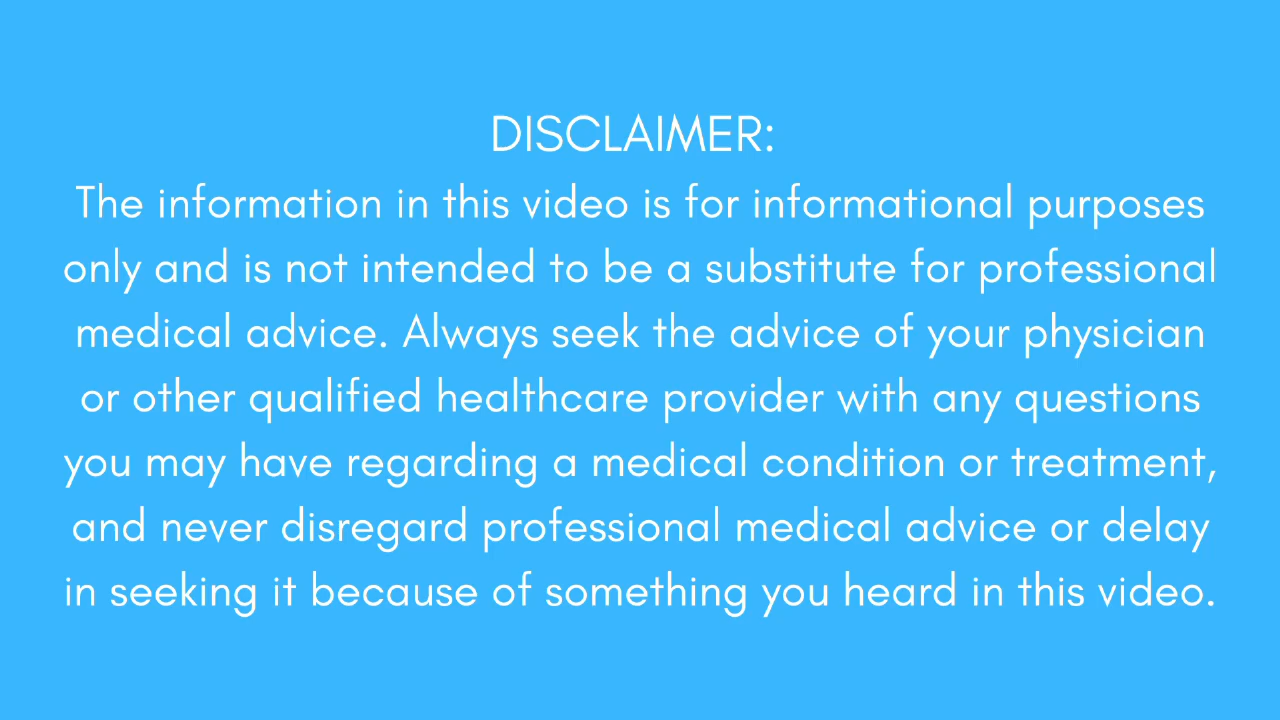 DISCLAIMER:
The information in this video is for informational purposes
only and is not intended to be a substitute for professional
medical advice. Always seek the advice of your physician
or other qualified healthcare provider with any questions
you may have regarding a medical condition or treatment,
and never disregard professional medical advice or delay
in seeking it because of something you heard in this video.